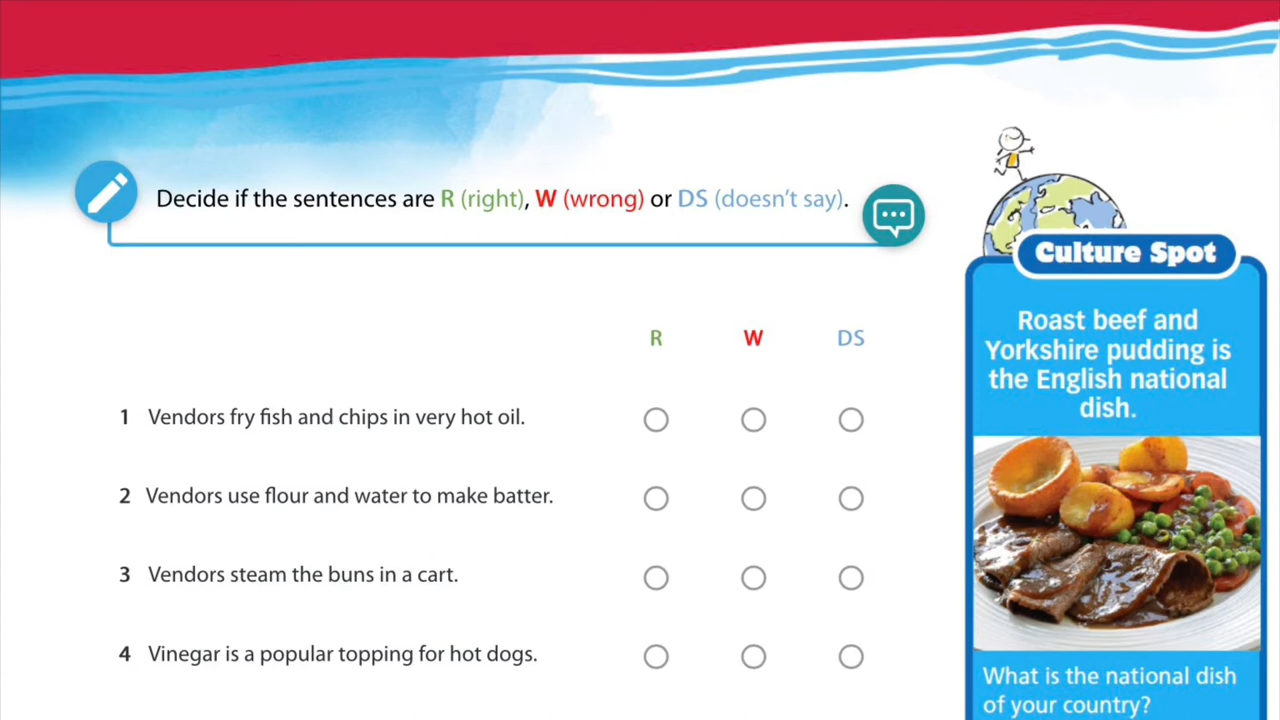 Decide if the sentences are R (right), W (wrong) or DS (doesn't say).
R W DS
1 Vendors fry fish and chips in very hot oil.
2 Vendors use flour and water to make batter.
3 Vendors steam the buns in a cart.
4 Vinegar is a popular topping for hot dogs.
Culture Spot
Roast beef and
Yorkshire pudding is
the English national
dish.
What is the national dish
of your country?